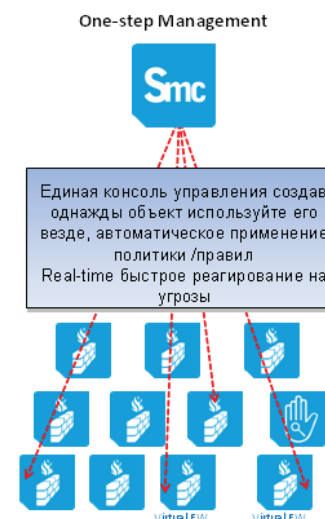 One-step Management
Smc
Единая консоль управления создав
однажды объект используйте его
везде, автоматическое применение
политики /правил
Real-time быстрое реагирование на
угрозы
Virtual FW
Virtual FW